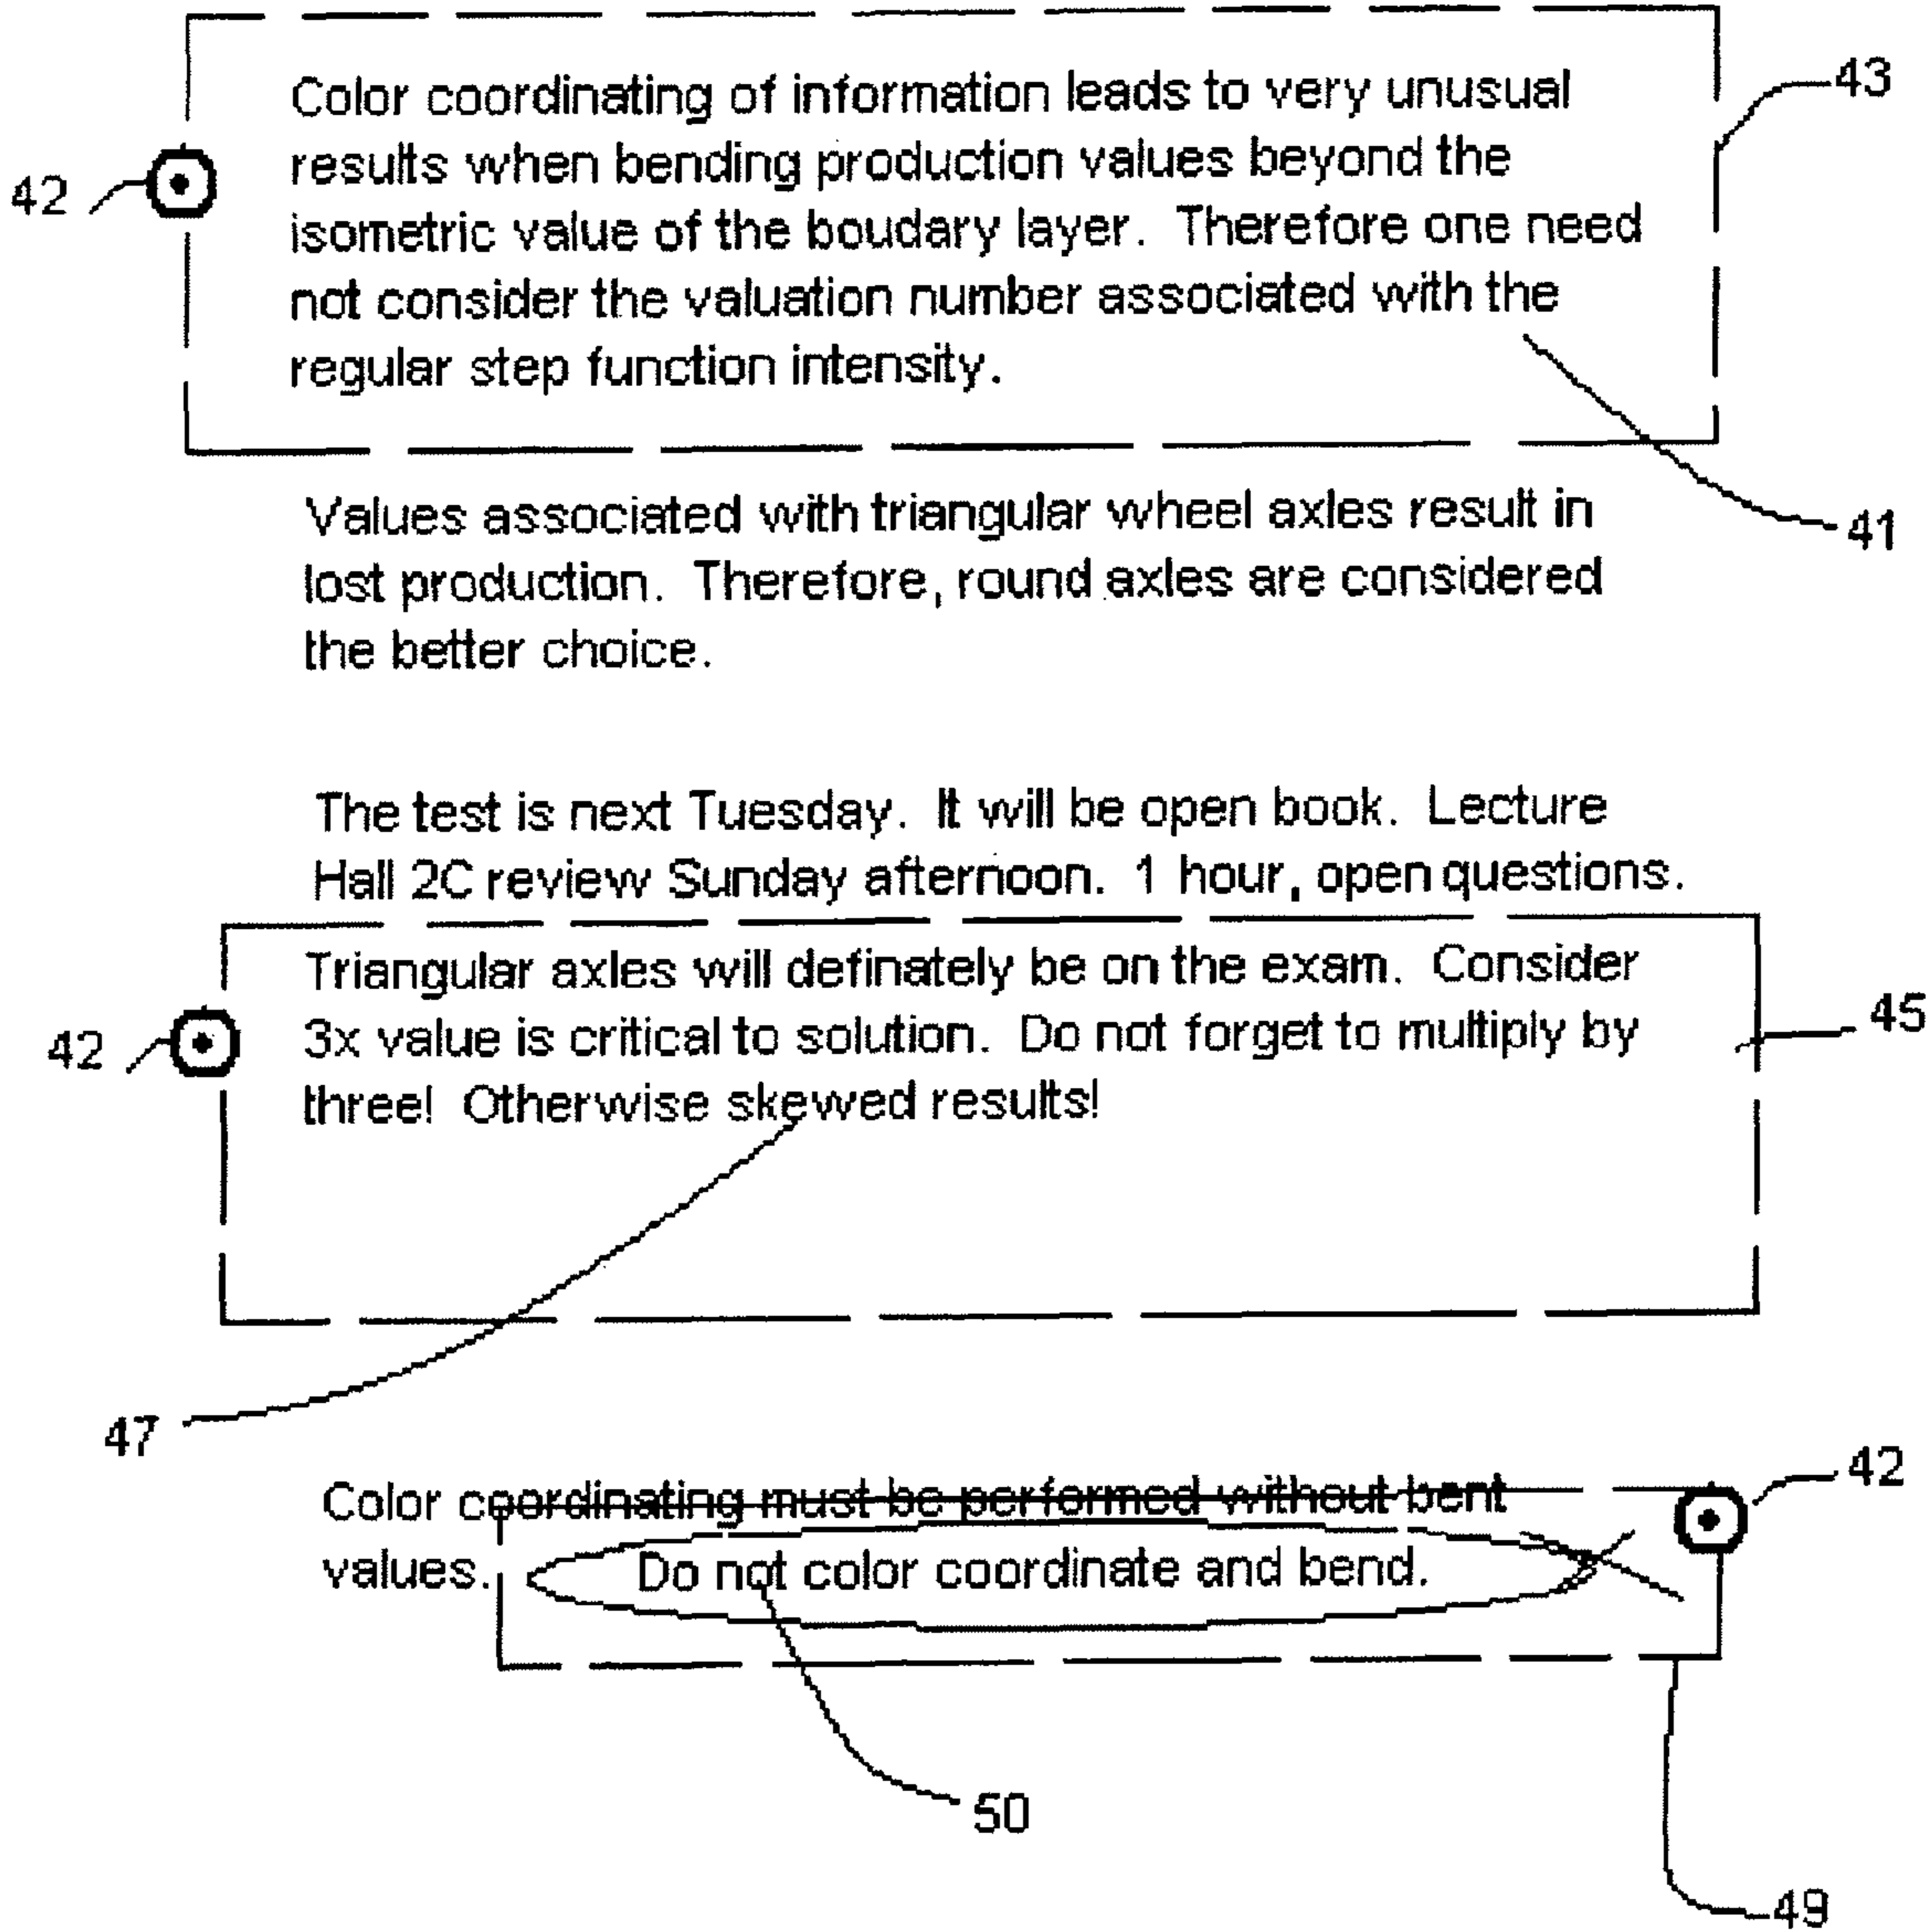 Color coordinating of information leads to very unusual
43
results when bending production values beyond the
42
isometric value of the boudary layer. Therefore one need
not consider the valuation number associated with the
regular step function intensity.
Values associated with triangular wheel axles result in
41
lost production. Therefore, round axles are considered
the better choice.
The test is next Tuesday. It will be open book. Lecture
Hall 2C review Sunday afternoon. 1 hour, open questions.
Triangular axles will definately be on the exam. Consider
45
42
3x value is critical to solution. Do not forget to multiply by
three! Otherwise skewed results!
47
42
Color coordinating must be performed without bent
values. Do not color coordinate and bend.
50
49